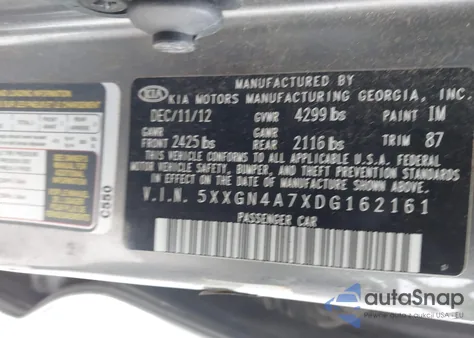 MANUFACTURED BY
KIA KIA MOTORS MANUFACTURING GEORGIA, INC.
DEC/11/12 GVWR 4299 lbs PAINT IM
GAWR GAWR
FRONT 2425 lbs REAR 2116 lbs TRIM 87
THIS VEHICLE CONFORMS TO ALL APPLICABLE U.S.A. FEDERAL
MOTOR VEHICLE SAFETY, BUMPER, AND THEFT PREVENTION STANDARDS
IN EFFECT ON THE DATE OF MANUFACTURE SHOWN ABOVE.
V.I.N. 5XXGN4A7XDG162161
PASSENGER CAR
C550
autaSnap